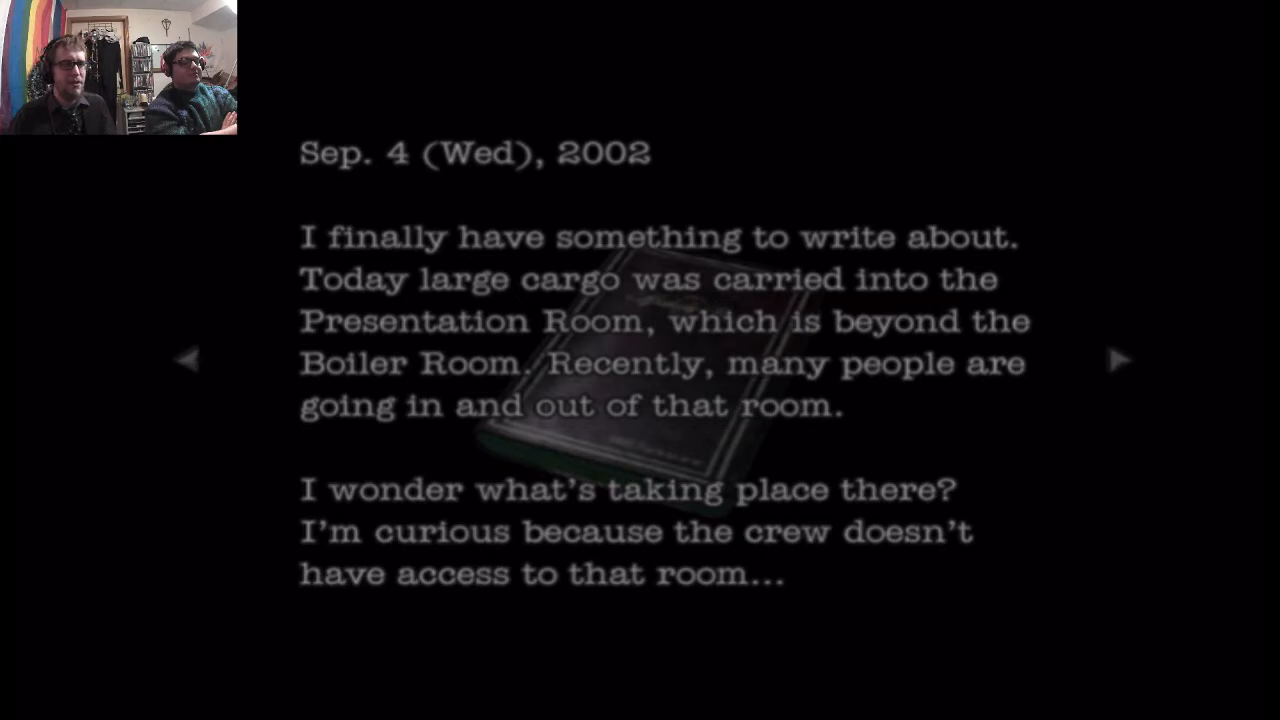 Sep. 4 (Wed), 2002
I finally have something to write about.
Today large cargo was carried into the
Presentation Room, which is beyond the
Boiler Room. Recently, many people are
going in and out of that room.
I wonder what's taking place there?
I'm curious because the crew doesn't
have access to that room...